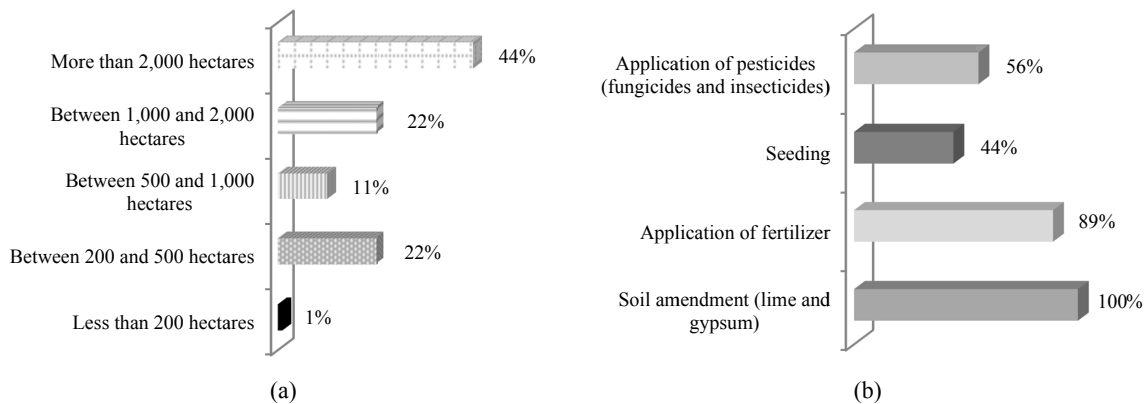 More than 2,000 hectares
44%
Between 1,000 and 2,000
hectares
22%
Between 500 and 1,000
hectares
11%
Between 200 and 500 hectares
22%
Less than 200 hectares
1%
(a)
Application of pesticides
(fungicides and insecticides)
56%
Seeding
44%
Application of fertilizer
89%
Soil amendment (lime and
gypsum)
100%
(b)